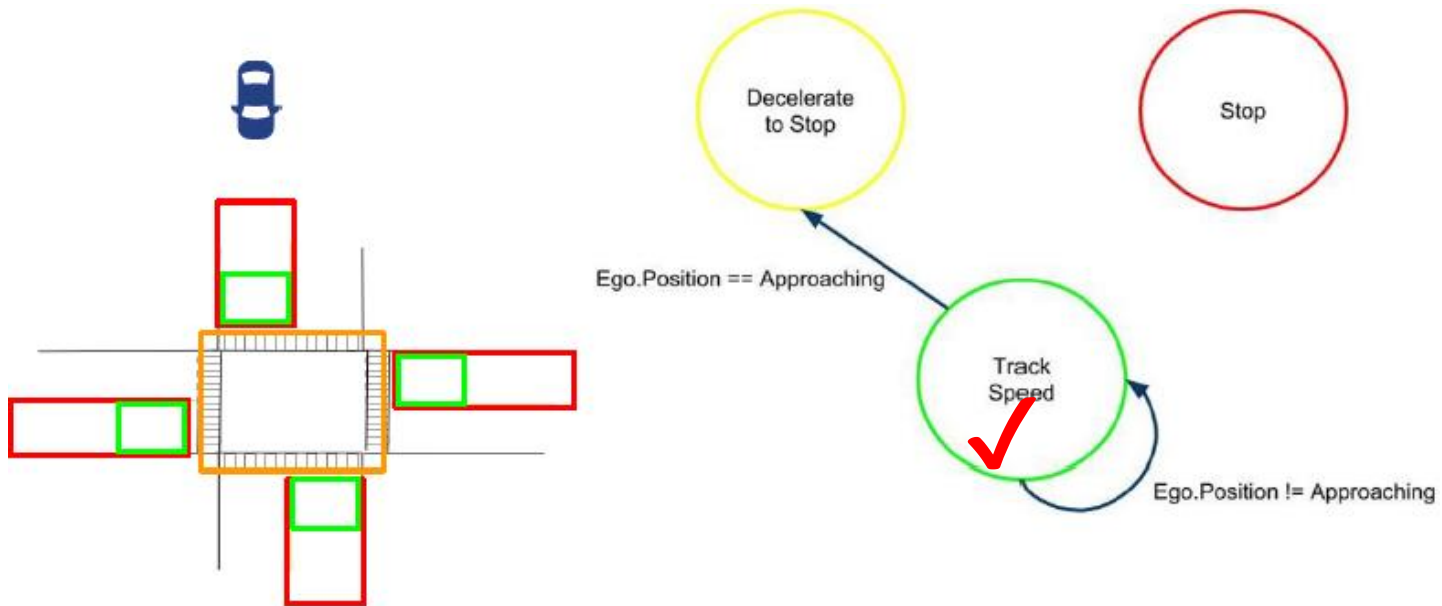 Decelerate
to Stop
Stop
Ego.Position == Approaching
Track
Speed
Ego.Position != Approaching